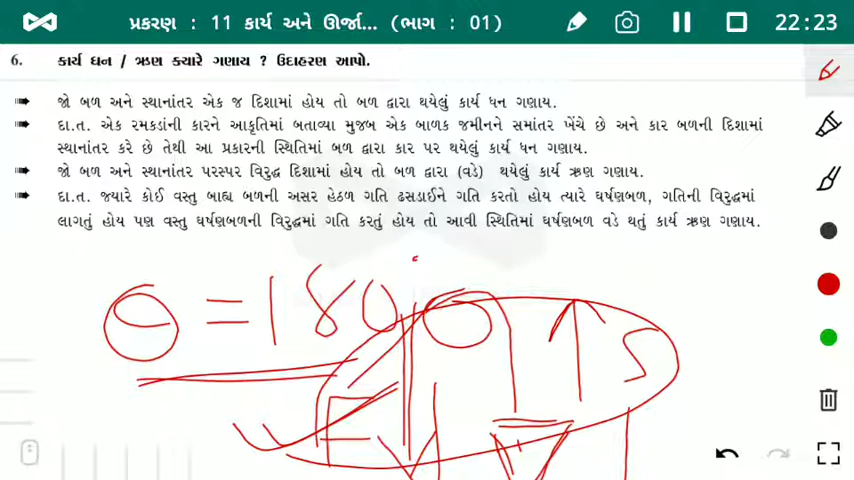 પ્રકરણ : 11 કાર્ય અને ઊર્જા... (ભાગ : 01)
22:23
6. કાર્ય ધન / ઋણ ક્યારે ગણાય ? ઉદાહરણ આપો.
જો બળ અને સ્થાનાંતર એક જ દિશામાં હોય તો બળ દ્વારા થયેલું કાર્ય ધન ગણાય.
દા.ત. એક રમકડાંની કારને આકૃતિમાં બતાવ્યા મુજબ એક બાળક જમીનને સમાંતર ખેંચે છે અને કાર બળની દિશામાં
સ્થાનાંતર કરે છે તેથી આ પ્રકારની સ્થિતિમાં બળ દ્વારા કાર પર થયેલું કાર્ય ધન ગણાય.
જો બળ અને સ્થાનાંતર પરસ્પર વિરુદ્ધ દિશામાં હોય તો બળ દ્વારા (વડે) થયેલું કાર્ય ઋણ ગણાય.
દા.ત. જ્યારે કોઈ વસ્તુ બાહ્ય બળની અસર હેઠળ ગતિ ઢસડાઈને ગતિ કરતો હોય ત્યારે ઘર્ષણબળ, ગતિની વિરુદ્ધમાં
લાગતું હોય પણ વસ્તુ ઘર્ષણબળની વિરુદ્ધમાં ગતિ કરતું હોય તો આવી સ્થિતિમાં ઘર્ષણબળ વડે થતું કાર્ય ઋણ ગણાય.
θ = 180
S
F